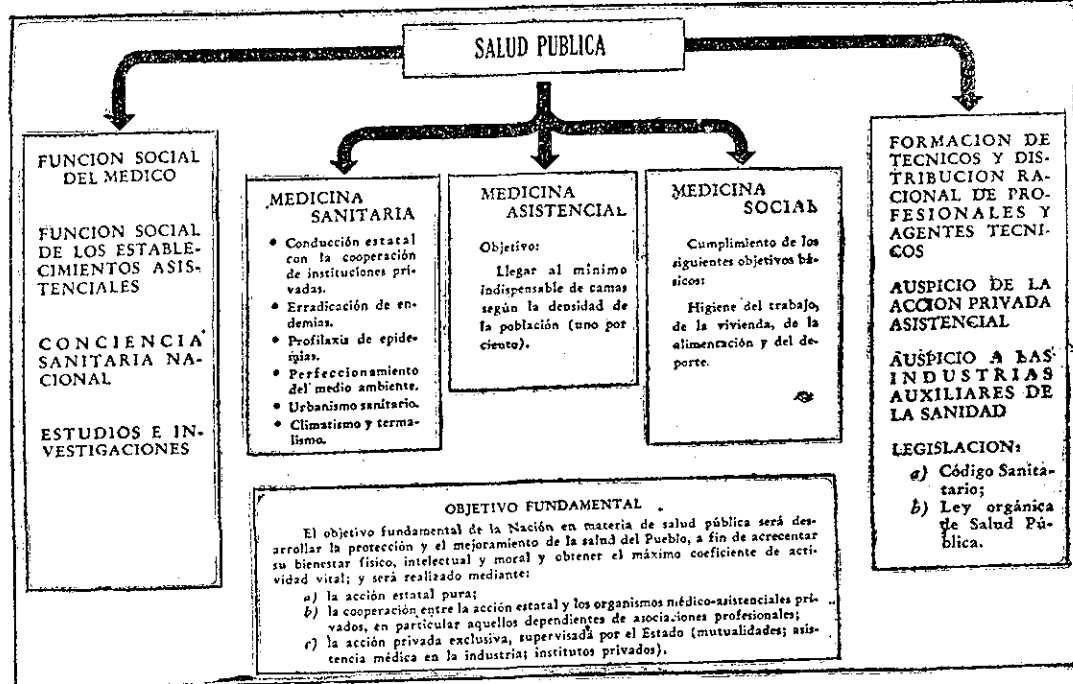 SALUD PUBLICA
FUNCION SOCIAL
DEL MEDICO
FUNCION SOCIAL
DE LOS ESTABLE-
CIMIENTOS ASIS-
TENCIALES
CONCIENCIA
SANITARIA NA-
CIONAL
ESTUDIOS E IN-
VESTIGACIONES
MEDICINA
SANITARIA
• Conducción estatal
con la cooperación
de instituciones pri-
vadas.
• Erradicación de en-
demias.
• Profilaxia de epide-
mias.
• Perfeccionamiento
del medio ambiente.
• Urbanismo sanitario.
• Climatismo y terma-
lismo.
MEDICINA
ASISTENCIAL
Objetivo:
Llegar al mínimo
indispensable de camas
según la densidad de
la población (uno por
ciento).
MEDICINA
SOCIAL
Cumplimiento de los
siguientes objetivos bá-
sicos:
Higiene del trabajo,
de la vivienda, de la
alimentación y del de-
porte.
FORMACION DE
TECNICOS Y DIS-
TRIBUCION RA-
CIONAL DE PRO-
FESIONALES Y
AGENTES TECNI-
COS
AUSPICIO DE LA
ACCION PRIVADA
ASISTENCIAL
AUSPICIO A LAS
INDUSTRIAS
AUXILIARES DE
LA SANIDAD
LEGISLACION:
a) Código Sanita-
tario;
b) Ley orgánica
de Salud Pú-
blica.
OBJETIVO FUNDAMENTAL
El objetivo fundamental de la Nación en materia de salud pública será des-
arrollar la protección y el mejoramiento de la salud del Pueblo, a fin de acrecentar
su bienestar físico, intelectual y moral y obtener el máximo coeficiente de acti-
vidad vital; y será realizado mediante:
a) la acción estatal pura;
b) la cooperación entre la acción estatal y los organismos médico-asistenciales pri-
vados, en particular aquellos dependientes de asociaciones profesionales;
c) la acción privada exclusiva, supervisada por el Estado (mutualidades; asis-
tencia médica en la industria; institutos privados).